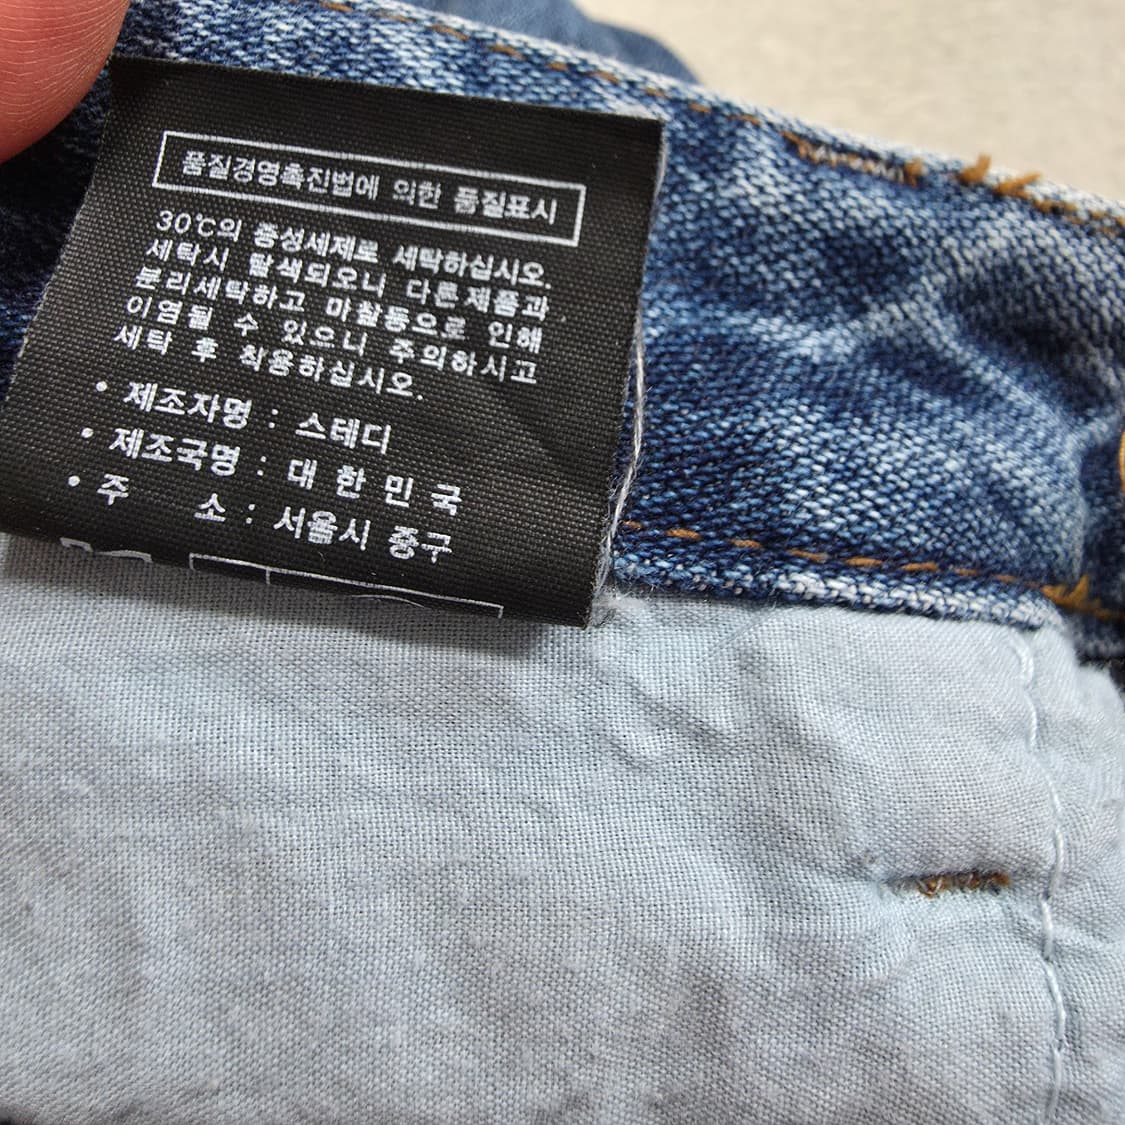 품질경영촉진법에 의한 품질표시
30℃의 중성세제로 세탁하십시오.
세탁시 탈색되오니 다른제품과
분리세탁하고 마찰등으로 인해
이염될 수 있으니 주의하시고
세탁 후 착용하십시오.
• 제조자명 : 스테디
• 제조국명 : 대 한 민 국
• 주 소 : 서울시 중구